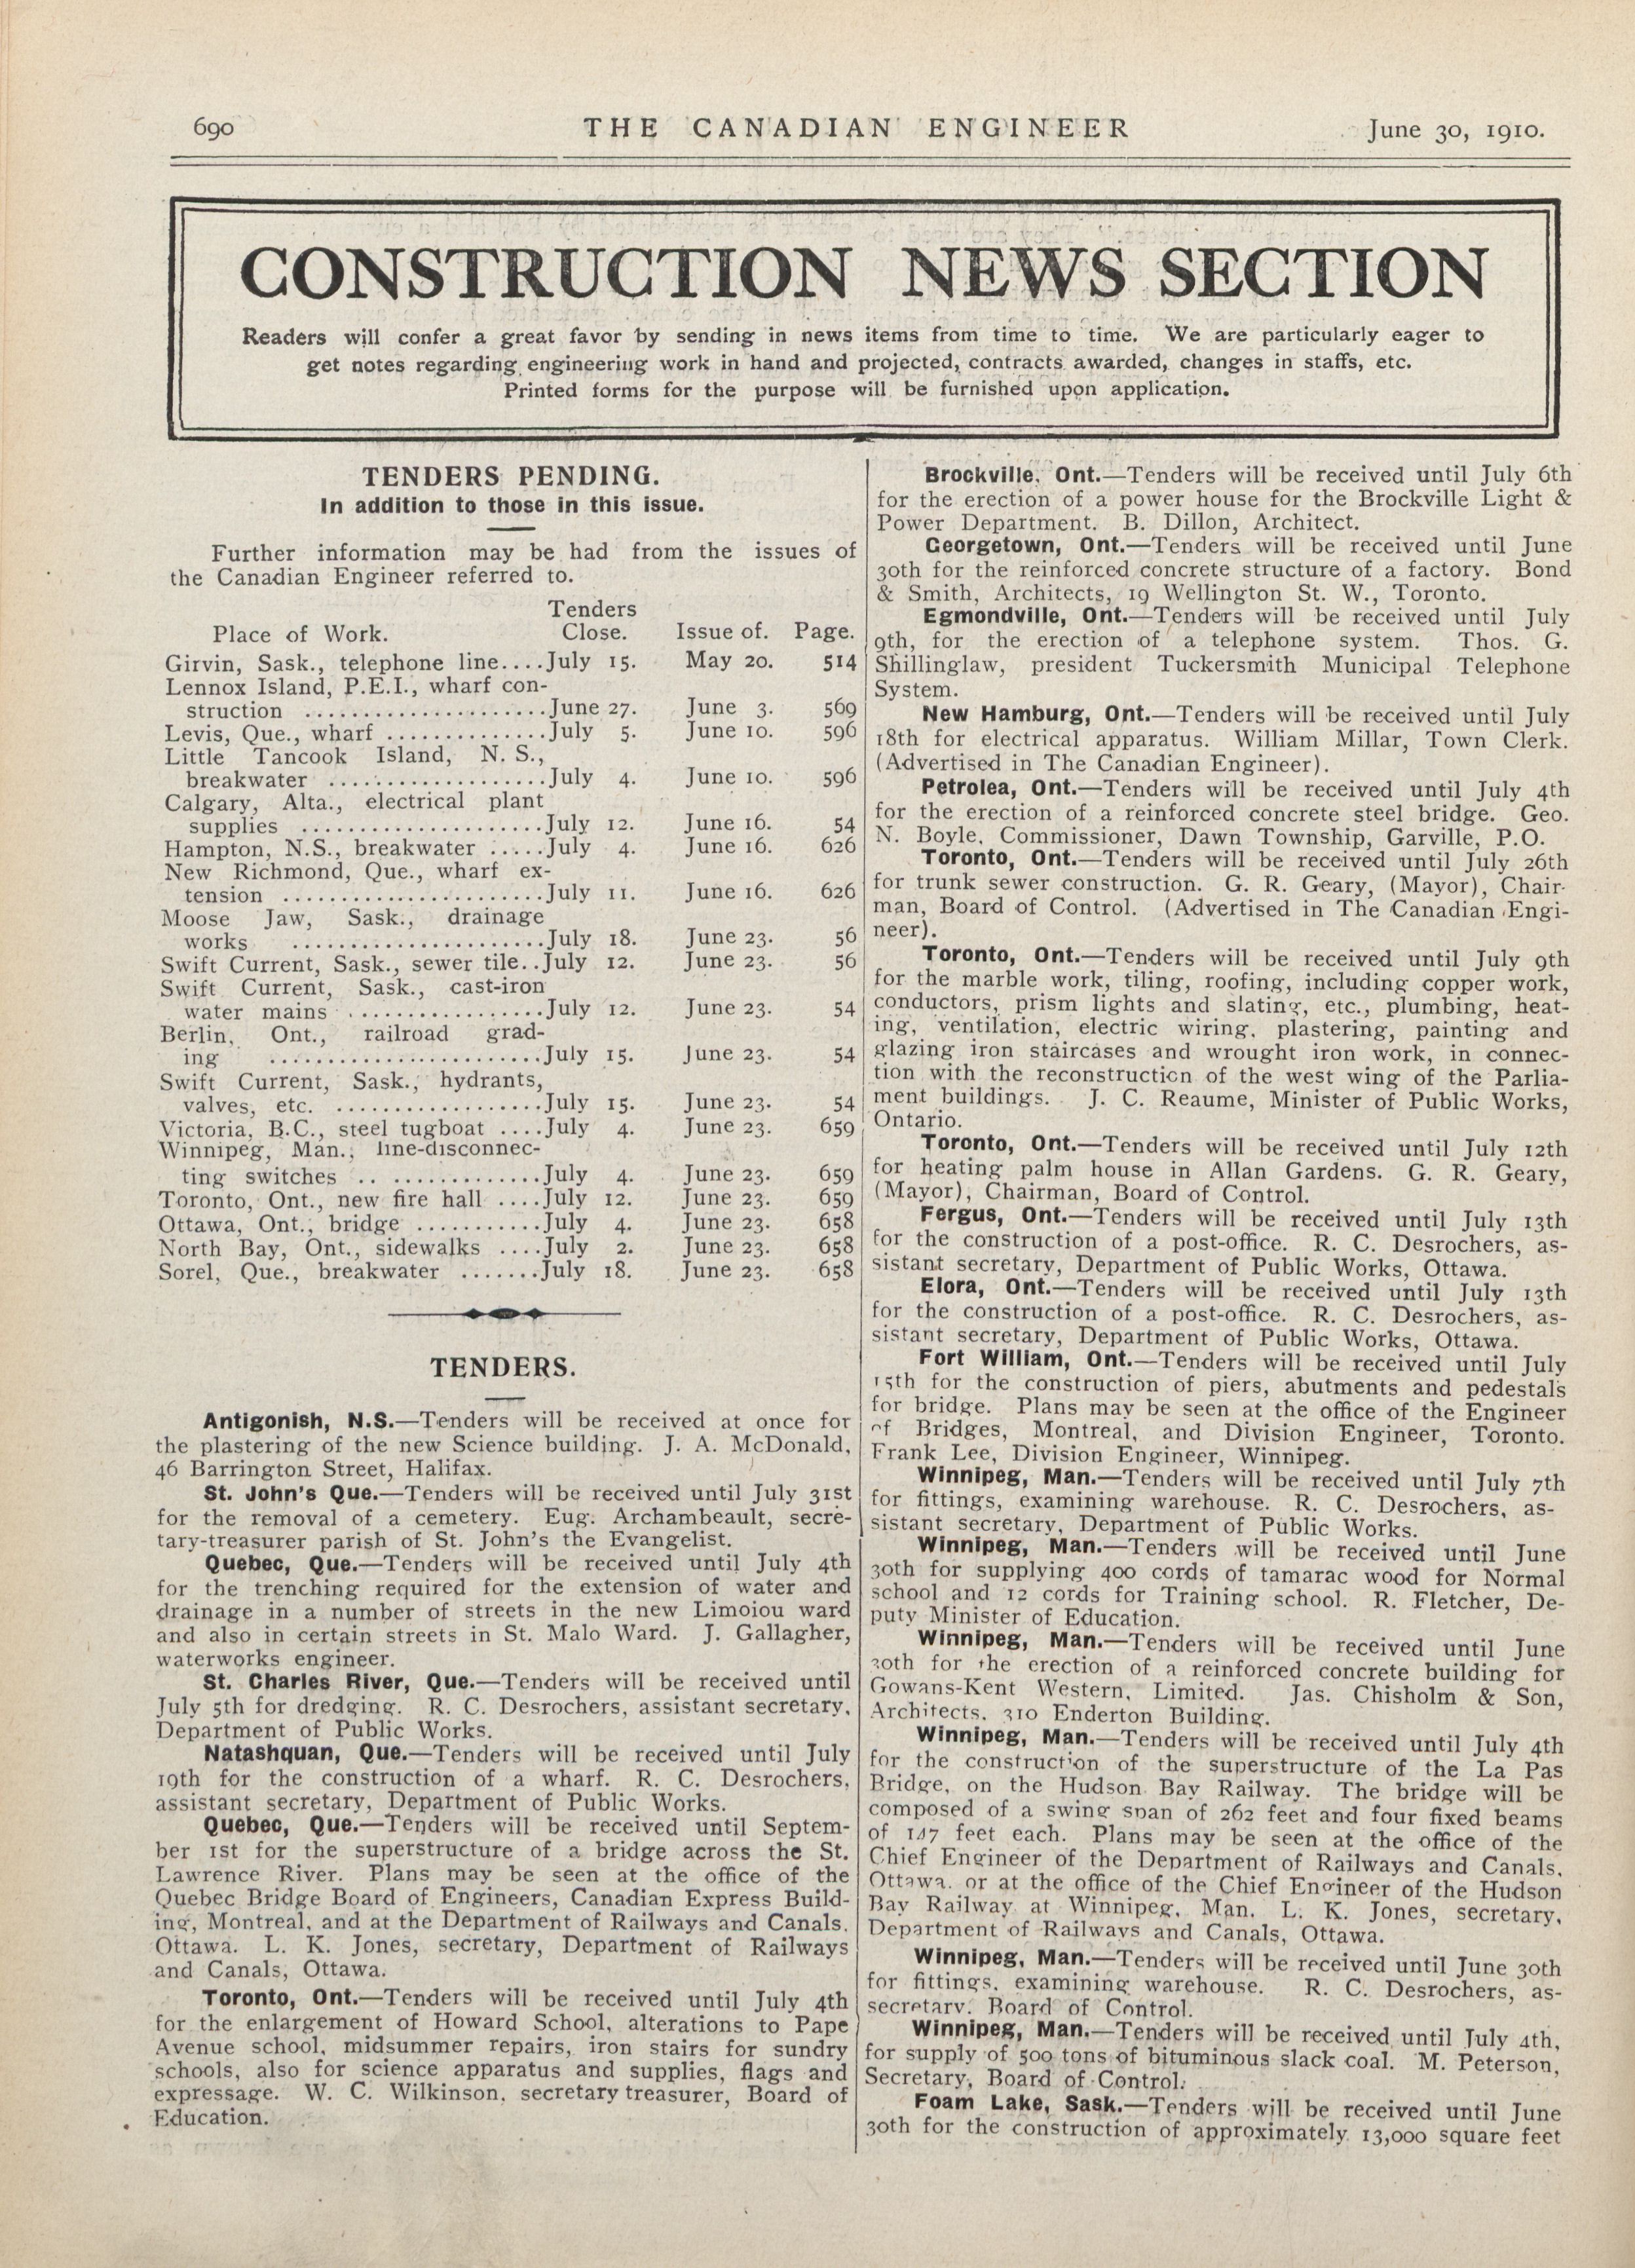 690
THE CANADIAN ENGINEER
June 30, 1910.
CONSTRUCTION NEWS SECTION
Readers will confer a great favor by sending in news items from time to time. We are particularly eager to
get notes regarding engineering work in hand and projected, contracts awarded, changes in staffs, etc.
Printed forms for the purpose will be furnished upon application.
TENDERS PENDING.
In addition to those in this issue.
Further information may be had from the issues of
the Canadian Engineer referred to.
Tenders
Place of Work. Close. Issue of. Page.
Girvin, Sask., telephone line....July 15. May 20. 514
Lennox Island, P.E.I., wharf con-
struction .....................June 27. June 3. 569
Levis, Que., wharf ..............July 5. June 10. 596
Little Tancook Island, N. S.,
breakwater ...................July 4. June 10. 596
Calgary, Alta., electrical plant
supplies .....................July 12. June 16. 54
Hampton, N.S., breakwater .....July 4. June 16. 626
New Richmond, Que., wharf ex-
tension .......................July 11. June 16. 626
Moose Jaw, Sask., drainage
works ......................July 18. June 23. 56
Swift Current, Sask., sewer tile..July 12. June 23. 56
Swift Current, Sask., cast-iron
water mains .................July 12. June 23. 54
Berlin, Ont., railroad grad-
ing ........................July 15. June 23. 54
Swift Current, Sask., hydrants,
valves, etc. ..................July 15. June 23. 54
Victoria, B.C., steel tugboat ....July 4. June 23. 659
Winnipeg, Man., line-disconnec-
ting switches .. .............July 4. June 23. 659
Toronto, Ont., new fire hall ....July 12. June 23. 659
Ottawa, Ont., bridge ...........July 4. June 23. 658
North Bay, Ont., sidewalks ....July 2. June 23. 658
Sorel, Que., breakwater .......July 18. June 23. 658
TENDERS.
Antigonish, N.S.—Tenders will be received at once for
the plastering of the new Science building. J. A. McDonald,
46 Barrington Street, Halifax.
St. John's Que.—Tenders will be received until July 31st
for the removal of a cemetery. Eug. Archambeault, secre-
tary-treasurer parish of St. John's the Evangelist.
Quebec, Que.—Tenders will be received until July 4th
for the trenching required for the extension of water and
drainage in a number of streets in the new Limoiou ward
and also in certain streets in St. Malo Ward. J. Gallagher,
waterworks engineer.
St. Charles River, Que.—Tenders will be received until
July 5th for dredging. R. C. Desrochers, assistant secretary,
Department of Public Works.
Natashquan, Que.—Tenders will be received until July
19th for the construction of a wharf. R. C. Desrochers,
assistant secretary, Department of Public Works.
Quebec, Que.—Tenders will be received until Septem-
ber 1st for the superstructure of a bridge across the St.
Lawrence River. Plans may be seen at the office of the
Quebec Bridge Board of Engineers, Canadian Express Build-
ing, Montreal, and at the Department of Railways and Canals,
Ottawa. L. K. Jones, secretary, Department of Railways
and Canals, Ottawa.
Toronto, Ont.—Tenders will be received until July 4th
for the enlargement of Howard School, alterations to Pape
Avenue school, midsummer repairs, iron stairs for sundry
schools, also for science apparatus and supplies, flags and
expressage. W. C. Wilkinson, secretary treasurer, Board of
Education.
Brockville, Ont.—Tenders will be received until July 6th
for the erection of a power house for the Brockville Light &
Power Department. B. Dillon, Architect.
Georgetown, Ont.—Tenders will be received until June
30th for the reinforced concrete structure of a factory. Bond
& Smith, Architects, 19 Wellington St. W., Toronto.
Egmondville, Ont.—Tenders will be received until July
9th, for the erection of a telephone system. Thos. G.
Shillinglaw, president Tuckersmith Municipal Telephone
System.
New Hamburg, Ont.—Tenders will be received until July
18th for electrical apparatus. William Millar, Town Clerk.
(Advertised in The Canadian Engineer).
Petrolea, Ont.—Tenders will be received until July 4th
for the erection of a reinforced concrete steel bridge. Geo.
N. Boyle, Commissioner, Dawn Township, Garville, P.O.
Toronto, Ont.—Tenders will be received until July 26th
for trunk sewer construction. G. R. Geary, (Mayor), Chair-
man, Board of Control. (Advertised in The Canadian Engi-
neer).
Toronto, Ont.—Tenders will be received until July 9th
for the marble work, tiling, roofing, including copper work,
conductors, prism lights and slating, etc., plumbing, heat-
ing, ventilation, electric wiring, plastering, painting and
glazing iron staircases and wrought iron work, in connec-
tion with the reconstruction of the west wing of the Parlia-
ment buildings. J. C. Reaume, Minister of Public Works,
Ontario.
Toronto, Ont.—Tenders will be received until July 12th
for heating palm house in Allan Gardens. G. R. Geary,
(Mayor), Chairman, Board of Control.
Fergus, Ont.—Tenders will be received until July 13th
for the construction of a post-office. R. C. Desrochers, as-
sistant secretary, Department of Public Works, Ottawa.
Elora, Ont.—Tenders will be received until July 13th
for the construction of a post-office. R. C. Desrochers, as-
sistant secretary, Department of Public Works, Ottawa.
Fort William, Ont.—Tenders will be received until July
15th for the construction of piers, abutments and pedestals
for bridge. Plans may be seen at the office of the Engineer
of Bridges, Montreal, and Division Engineer, Toronto.
Frank Lee, Division Engineer, Winnipeg.
Winnipeg, Man.—Tenders will be received until July 7th
for fittings, examining warehouse. R. C. Desrochers, as-
sistant secretary, Department of Public Works.
Winnipeg, Man.—Tenders will be received until June
30th for supplying 400 cords of tamarac wood for Normal
school and 12 cords for Training school. R. Fletcher, De-
puty Minister of Education.
Winnipeg, Man.—Tenders will be received until June
30th for the erection of a reinforced concrete building for
Gowans-Kent Western, Limited. Jas. Chisholm & Son,
Architects, 310 Enderton Building.
Winnipeg, Man.—Tenders will be received until July 4th
for the construction of the superstructure of the La Pas
Bridge, on the Hudson Bay Railway. The bridge will be
composed of a swing span of 262 feet and four fixed beams
of 147 feet each. Plans may be seen at the office of the
Chief Engineer of the Department of Railways and Canals,
Ottawa, or at the office of the Chief Engineer of the Hudson
Bay Railway at Winnipeg, Man. L. K. Jones, secretary,
Department of Railways and Canals, Ottawa.
Winnipeg, Man.—Tenders will be received until June 30th
for fittings, examining warehouse. R. C. Desrochers, as-
secretary. Board of Control.
Winnipeg, Man.—Tenders will be received until July 4th,
for supply of 500 tons of bituminous slack coal. M. Peterson,
Secretary, Board of Control.
Foam Lake, Sask.—Tenders will be received until June
30th for the construction of approximately 13,000 square feet